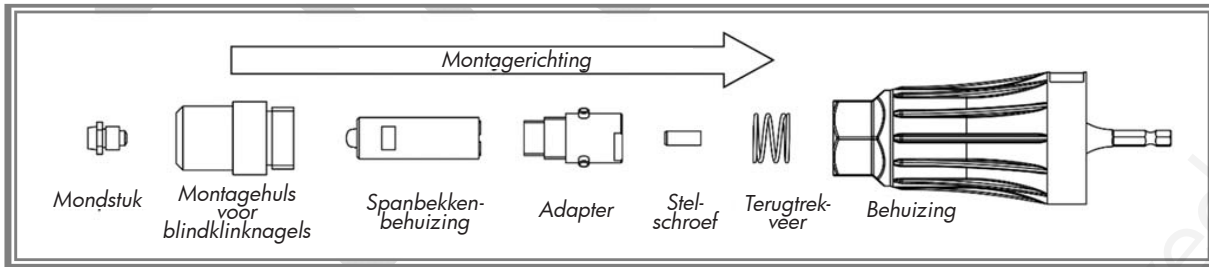 Montagerichting
Mondstuk
Montagehuls
voor
blindklinknagels
Spanbekken-
behuizing
Adapter
Stel-
schroef
Terugtrek-
veer
Behuizing